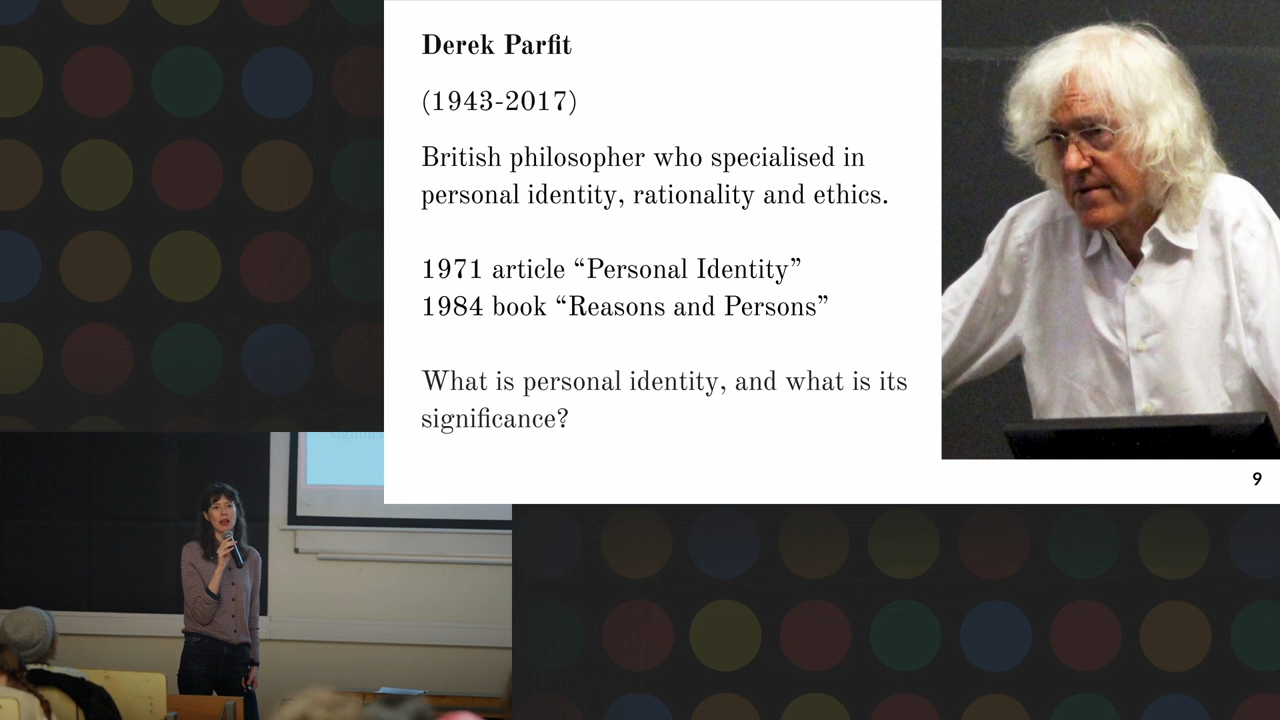 Derek Parfit
(1943-2017)
British philosopher who specialised in
personal identity, rationality and ethics.
1971 article “Personal Identity”
1984 book “Reasons and Persons”
What is personal identity, and what is its
significance?
9